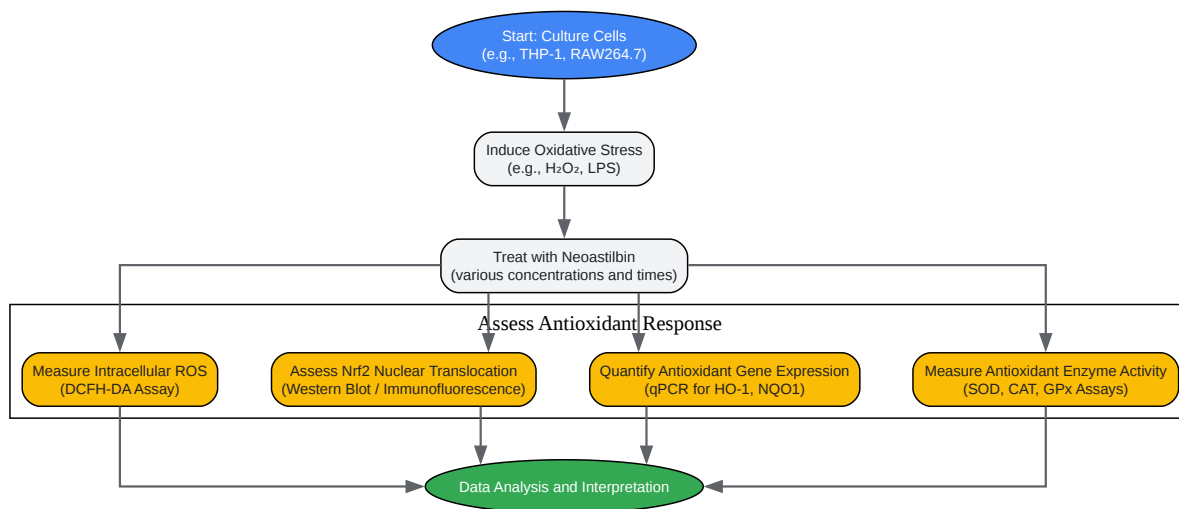 Start: Culture Cells
(e.g., THP-1, RAW264.7)
Induce Oxidative Stress
(e.g., H₂O₂, LPS)
Treat with Neoastilbin
(various concentrations and times)
Assess Antioxidant Response
Measure Intracellular ROS
(DCFH-DA Assay)
Assess Nrf2 Nuclear Translocation
(Western Blot / Immunofluorescence)
Quantify Antioxidant Gene Expression
(qPCR for HO-1, NQO1)
Measure Antioxidant Enzyme Activity
(SOD, CAT, GPx Assays)
Data Analysis and Interpretation